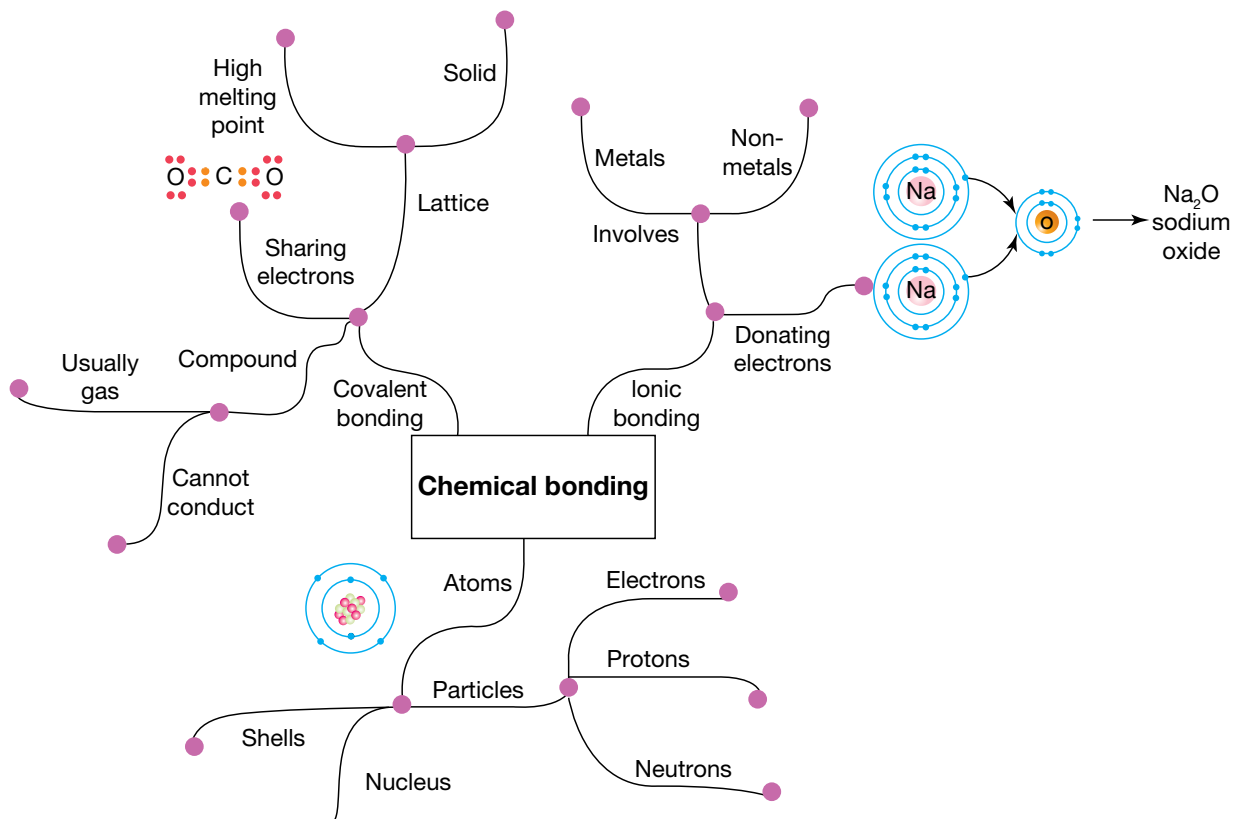 High
melting
point
Solid
O C O
Lattice
Sharing
electrons
Metals
Non-
metals
Involves
Na
Na
O
Na₂O
sodium
oxide
Donating
electrons
Usually
gas
Compound
Covalent
bonding
Ionic
bonding
Cannot
conduct
Chemical bonding
Atoms
Electrons
Protons
Particles
Shells
Nucleus
Neutrons